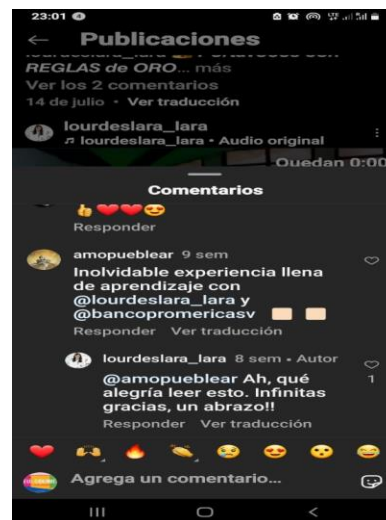 23:01
Publicaciones
REGLAS de ORO... más
Ver los 2 comentarios
14 de julio • Ver traducción
lourdeslara_lara
lourdeslara_lara • Audio original
Quedan 0:00
Comentarios
👍❤️❤️😍
Responder
amopueblear 9 sem
Inolvidable experiencia llena
de aprendizaje con
@lourdeslara_lara y
@bancopromericasv
Responder Ver traducción
lourdeslara_lara 8 sem • Autor
@amopueblear Ah, qué
alegría leer esto. Infinitas
gracias, un abrazo!!
1
Responder Ver traducción
Agrega un comentario...